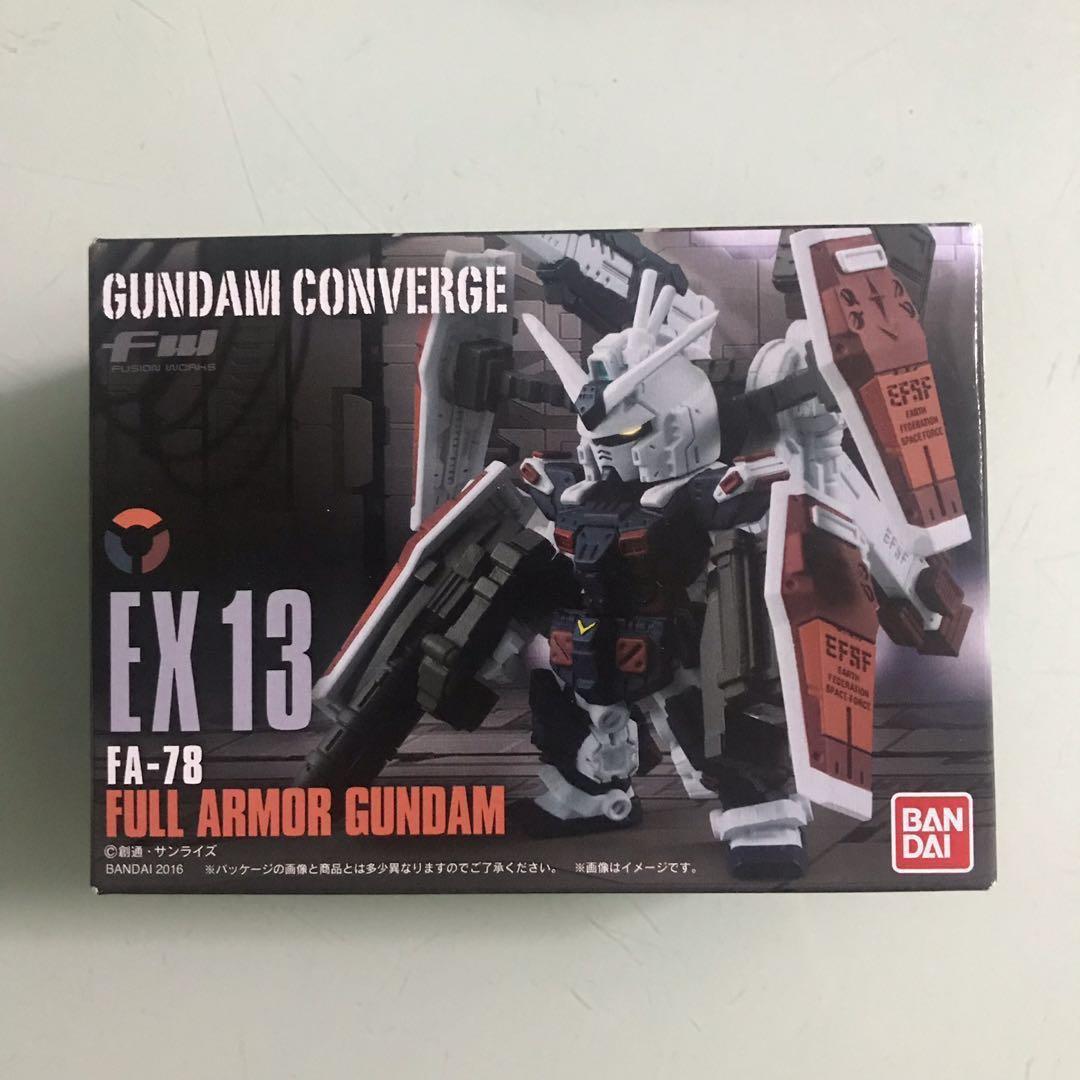 GUNDAM CONVERGE
FW
FUSION WORKS
EX 13
FA-78
FULL ARMOR GUNDAM
©創通・サンライズ
BANDAI 2016 ※パッケージの画像と商品とは多少異なりますのでご了承ください。 ※画像はイメージです。
EFSF
EARTH
FEDERATION
SPACE FORCE
EFSF
EFSF
EARTH
FEDERATION
SPACE FORCE
BAN
DAI